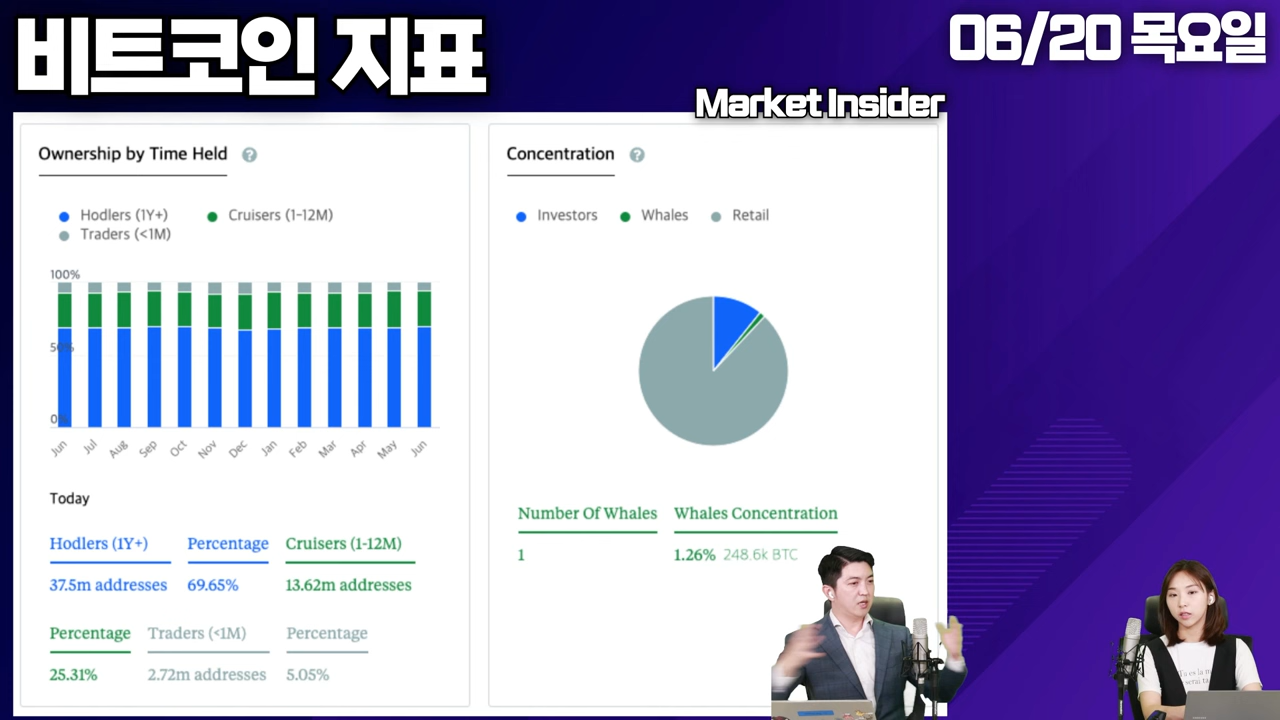 비트코인 지표
06/20 목요일
Market Insider
Ownership by Time Held ?
Hodlers (1Y+) Cruisers (1-12M)
Traders (<1M)
100%
50%
0%
Jun Jul Aug Sep Oct Nov Dec Jan Feb Mar Apr May Jun
Today
Hodlers (1Y+) Percentage Cruisers (1-12M)
37.5m addresses 69.65% 13.62m addresses
Percentage Traders (<1M) Percentage
25.31% 2.72m addresses 5.05%
Concentration ?
Investors Whales Retail
Number Of Whales Whales Concentration
1 1.26% 248.6k BTC